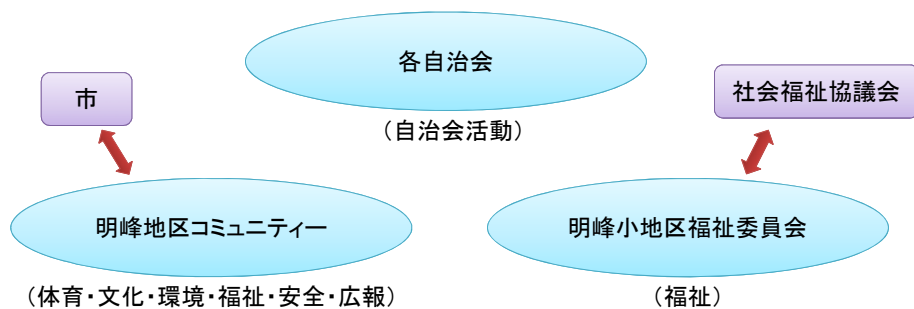 各自治会
市
社会福祉協議会
（自治会活動）
明峰地区コミュニティー
明峰小地区福祉委員会
（体育・文化・環境・福祉・安全・広報）
（福祉）